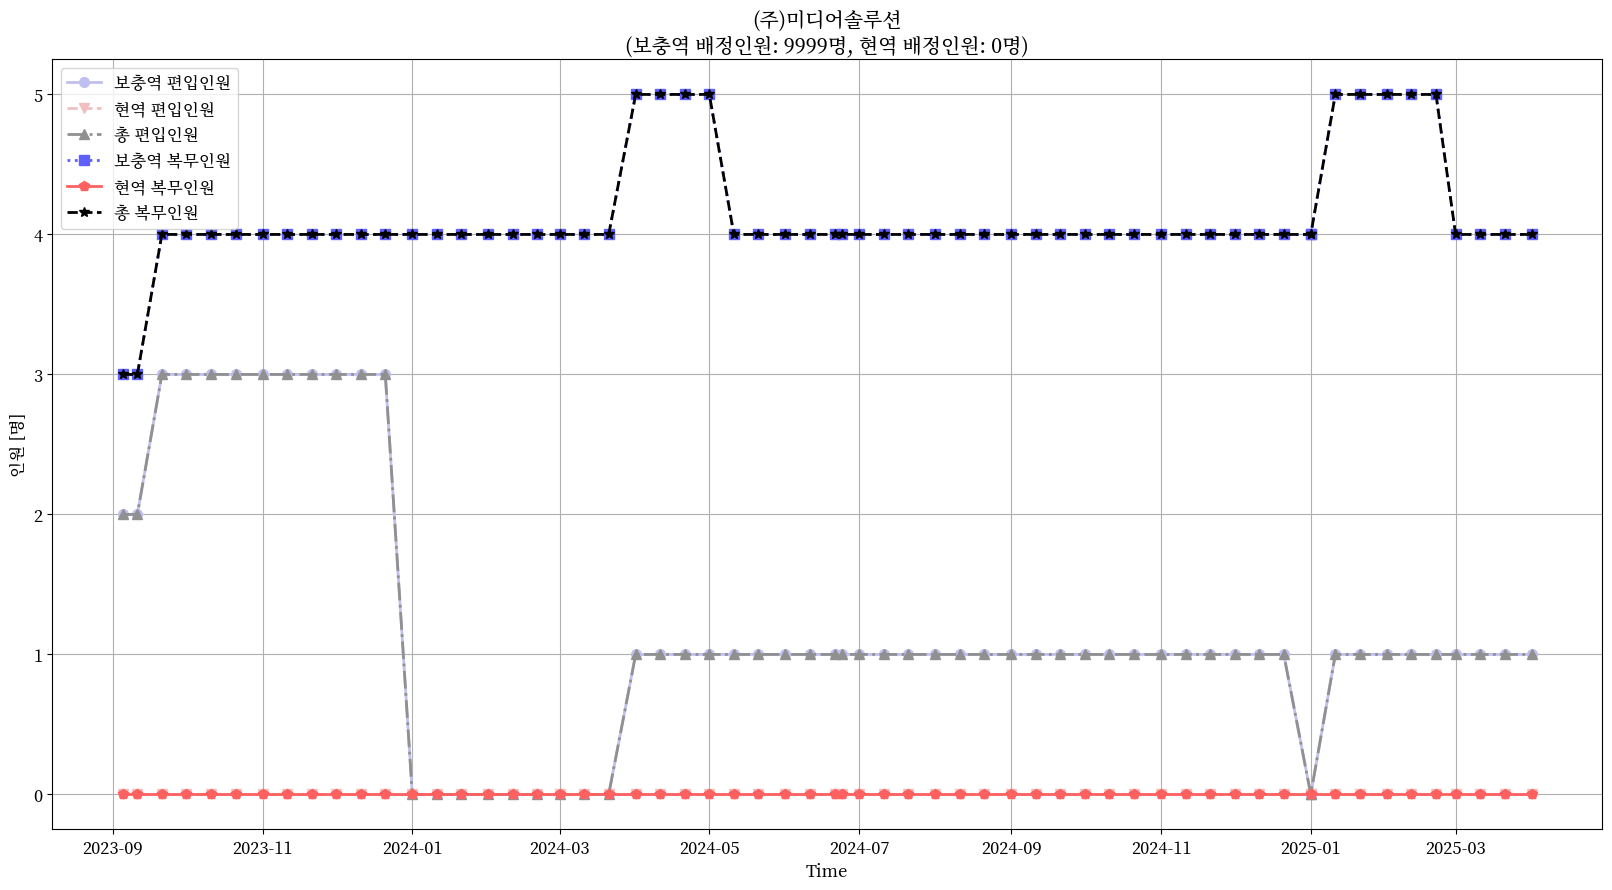 (주)미디어솔루션
(보충역 배정인원: 9999명, 현역 배정인원: 0명)
보충역 편입인원
현역 편입인원
총 편입인원
보충역 복무인원
현역 복무인원
총 복무인원
인원 [명]
5
4
3
2
1
0
2023-09
2023-11
2024-01
2024-03
2024-05
2024-07
2024-09
2024-11
2025-01
2025-03
Time